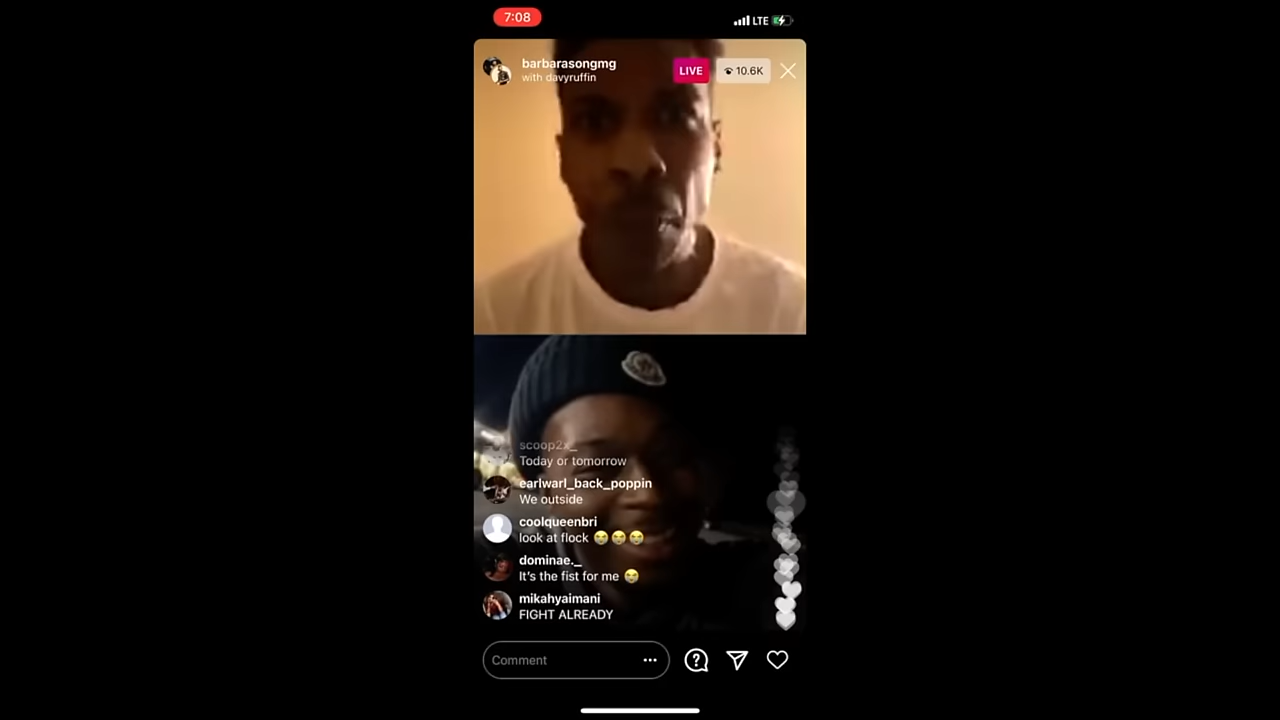 7:08
LTE
barbarasongmg
with davyruffin
LIVE
10.6K
scoop2x_
Today or tomorrow
earlwarl_back_poppin
We outside
coolqueenbri
look at flock 😭😭😭
dominae._
It's the fist for me 😭
mikahyaimani
FIGHT ALREADY
Comment